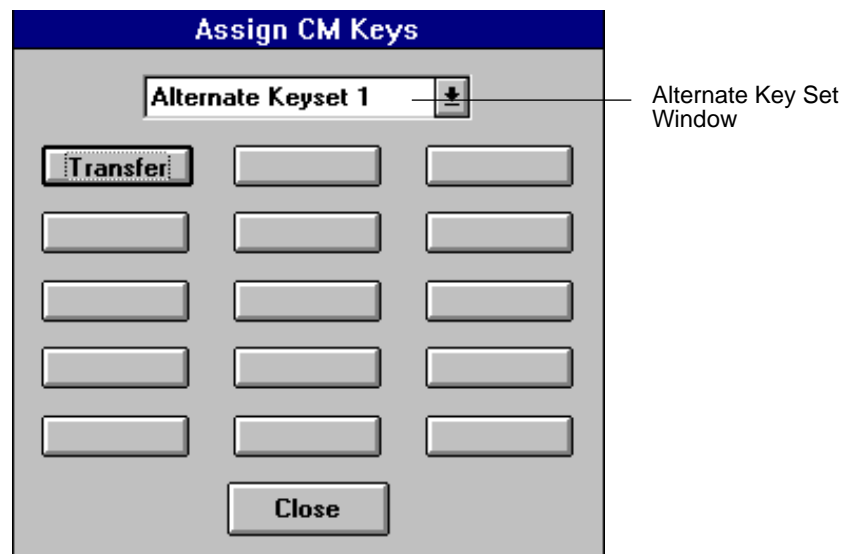 Assign CM Keys
Alternate Keyset 1
Alternate Key Set
Window
Transfer
Close